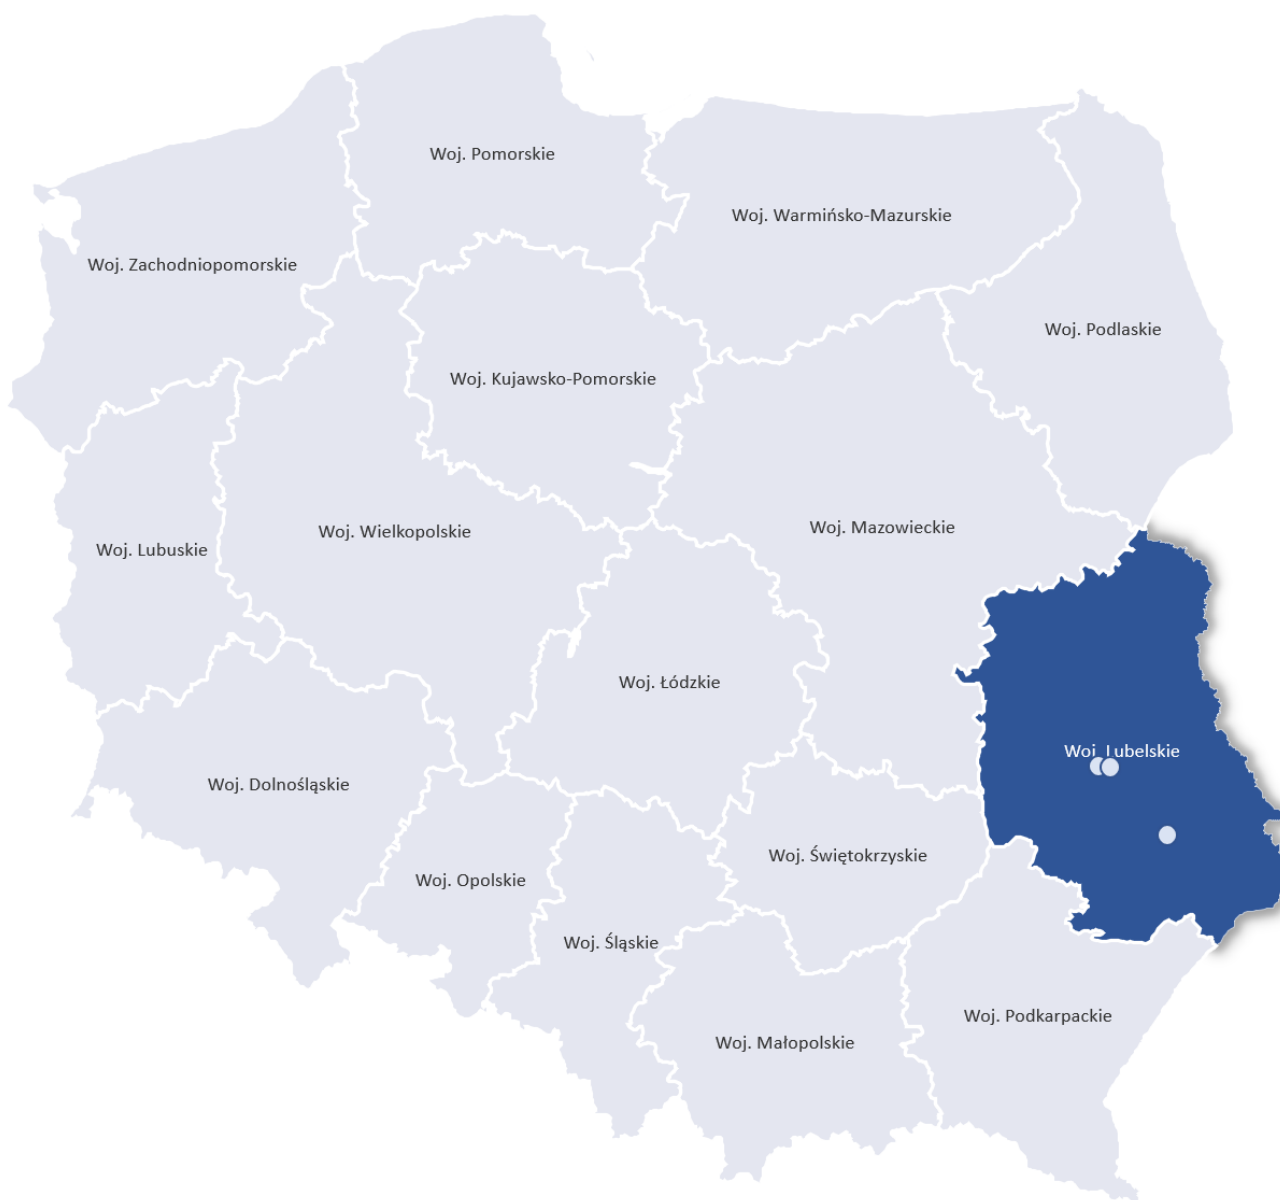 Woj. Pomorskie
Woj. Warmińsko-Mazurskie
Woj. Zachodniopomorskie
Woj. Podlaskie
Woj. Kujawsko-Pomorskie
Woj. Mazowieckie
Woj. Wielkopolskie
Woj. Lubuskie
Woj. Łódzkie
Woj. Lubelskie
Woj. Dolnośląskie
Woj. Świętokrzyskie
Woj. Opolskie
Woj. Śląskie
Woj. Podkarpackie
Woj. Małopolskie